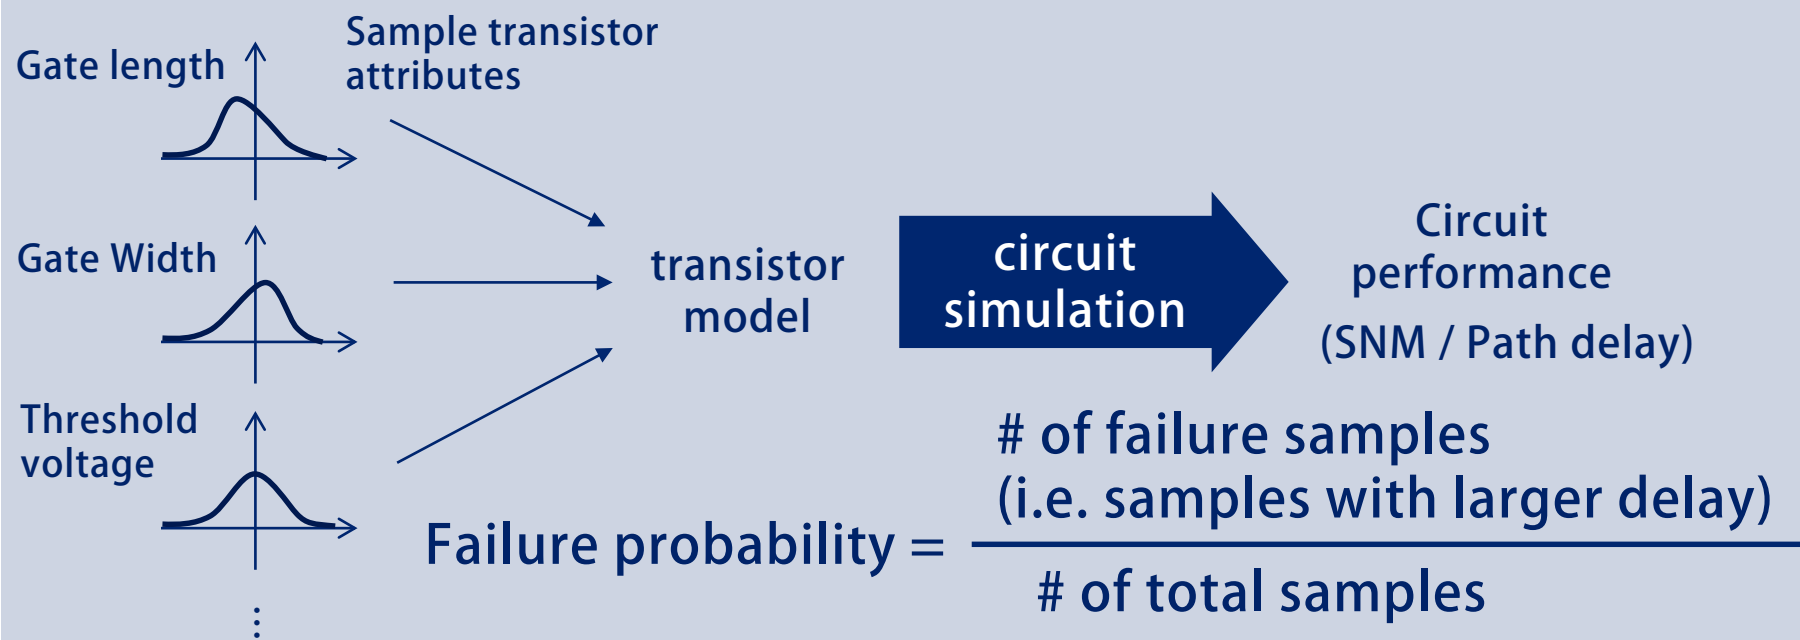 Gate length
Sample transistor
attributes
Gate Width
Threshold
voltage
⋮
transistor
model
circuit
simulation
Circuit
performance
(SNM / Path delay)
Failure probability =
# of failure samples
(i.e. samples with larger delay)
# of total samples